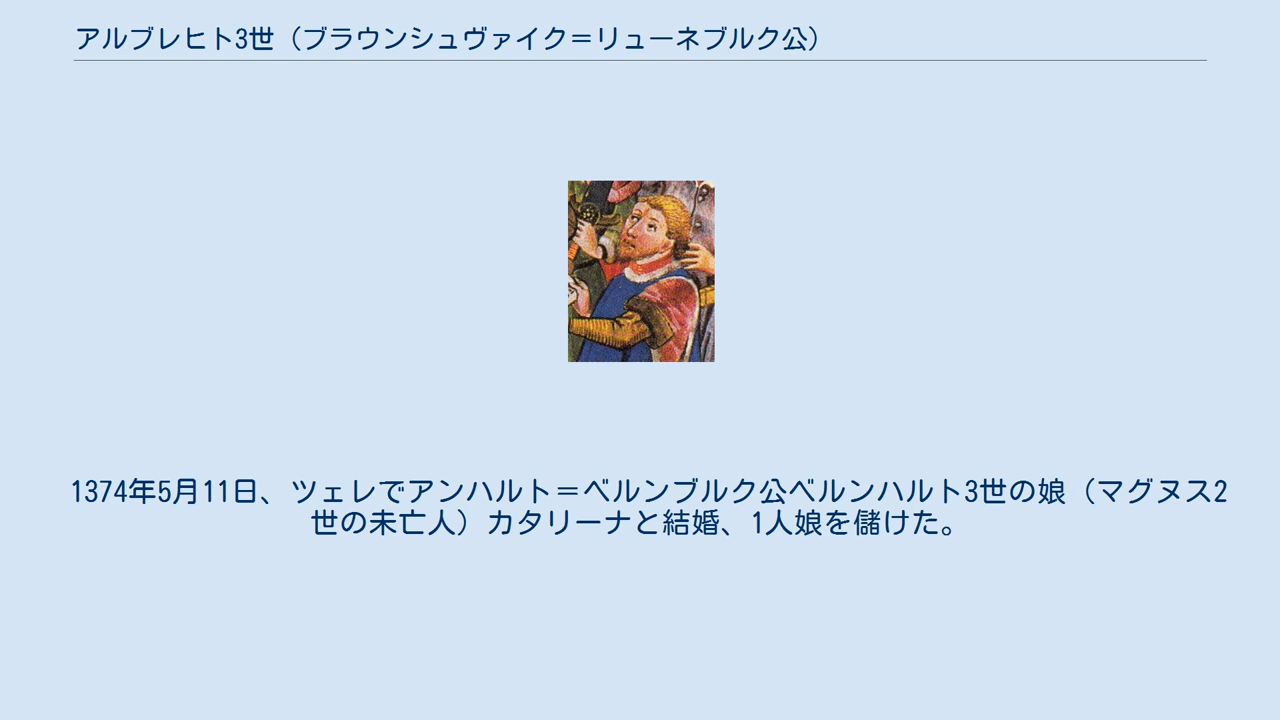 アルブレヒト3世（ブラウンシュヴァイク＝リューネブルク公）
1374年5月11日、ツェレでアンハルト＝ベルンブルク公ベルンハルト3世の娘（マグヌス2
世の未亡人）カタリーナと結婚、1人娘を儲けた。